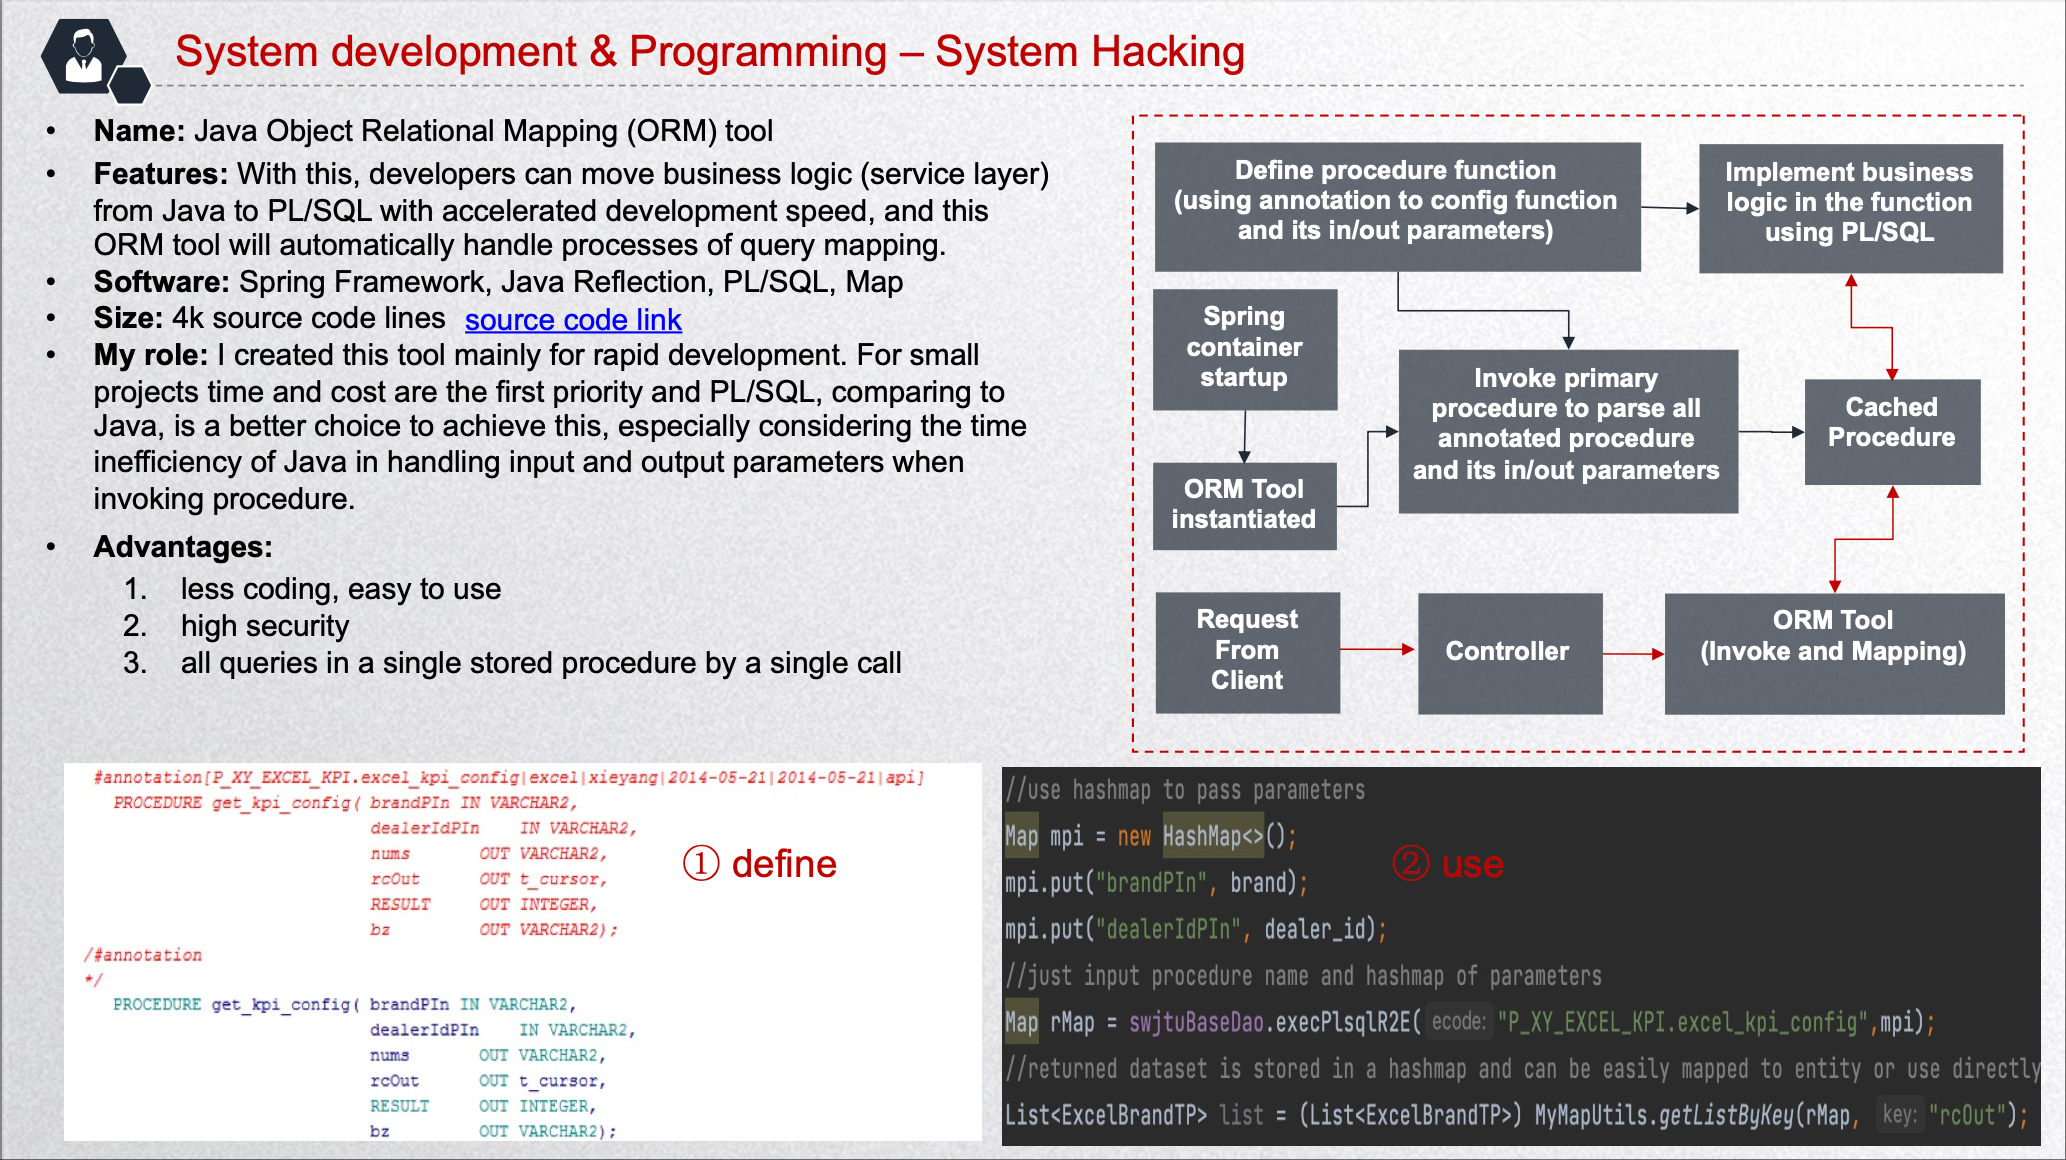 System development & Programming – System Hacking
• Name: Java Object Relational Mapping (ORM) tool
• Features: With this, developers can move business logic (service layer)
from Java to PL/SQL with accelerated development speed, and this
ORM tool will automatically handle processes of query mapping.
• Software: Spring Framework, Java Reflection, PL/SQL, Map
• Size: 4k source code lines source code link
• My role: I created this tool mainly for rapid development. For small
projects time and cost are the first priority and PL/SQL, comparing to
Java, is a better choice to achieve this, especially considering the time
inefficiency of Java in handling input and output parameters when
invoking procedure.
• Advantages:
1. less coding, easy to use
2. high security
3. all queries in a single stored procedure by a single call
Define procedure function
(using annotation to config function
and its in/out parameters)
Implement business
logic in the function
using PL/SQL
Spring
container
startup
Invoke primary
procedure to parse all
annotated procedure
and its in/out parameters
Cached
Procedure
ORM Tool
instantiated
Request
From
Client
Controller
ORM Tool
(Invoke and Mapping)
#annotation[P_XY_EXCEL_KPI.excel_kpi_config|excel|xieyang|2014-05-21|2014-05-21|api]
PROCEDURE get_kpi_config( brandPIn IN VARCHAR2,
dealerIdPIn IN VARCHAR2,
nums OUT VARCHAR2,
rcOut OUT t_cursor,
RESULT OUT INTEGER,
bz OUT VARCHAR2);
/#annotation
*/
PROCEDURE get_kpi_config( brandPIn IN VARCHAR2,
dealerIdPIn IN VARCHAR2,
nums OUT VARCHAR2,
rcOut OUT t_cursor,
RESULT OUT INTEGER,
bz OUT VARCHAR2);
① define
//use hashmap to pass parameters
Map mpi = new HashMap<>();
mpi.put("brandPIn", brand);
mpi.put("dealerIdPIn", dealer_id);
//just input procedure name and hashmap of parameters
Map rMap = swjtuBaseDao.execPlsqlR2E( ecode: "P_XY_EXCEL_KPI.excel_kpi_config",mpi);
//returned dataset is stored in a hashmap and can be easily mapped to entity or use directly
List<ExcelBrandTP> list = (List<ExcelBrandTP>) MyMapUtils.getListByKey(rMap, key: "rcOut");
② use